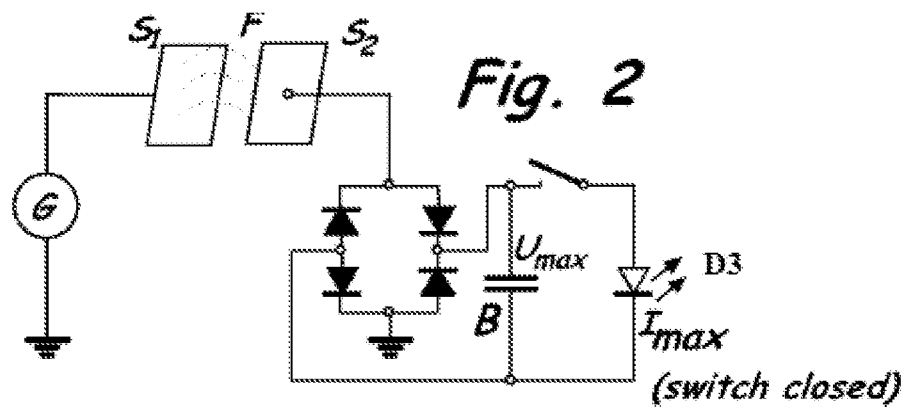 S1 F S2
Fig. 2
G
Umax
D3
B
Imax
(switch closed)